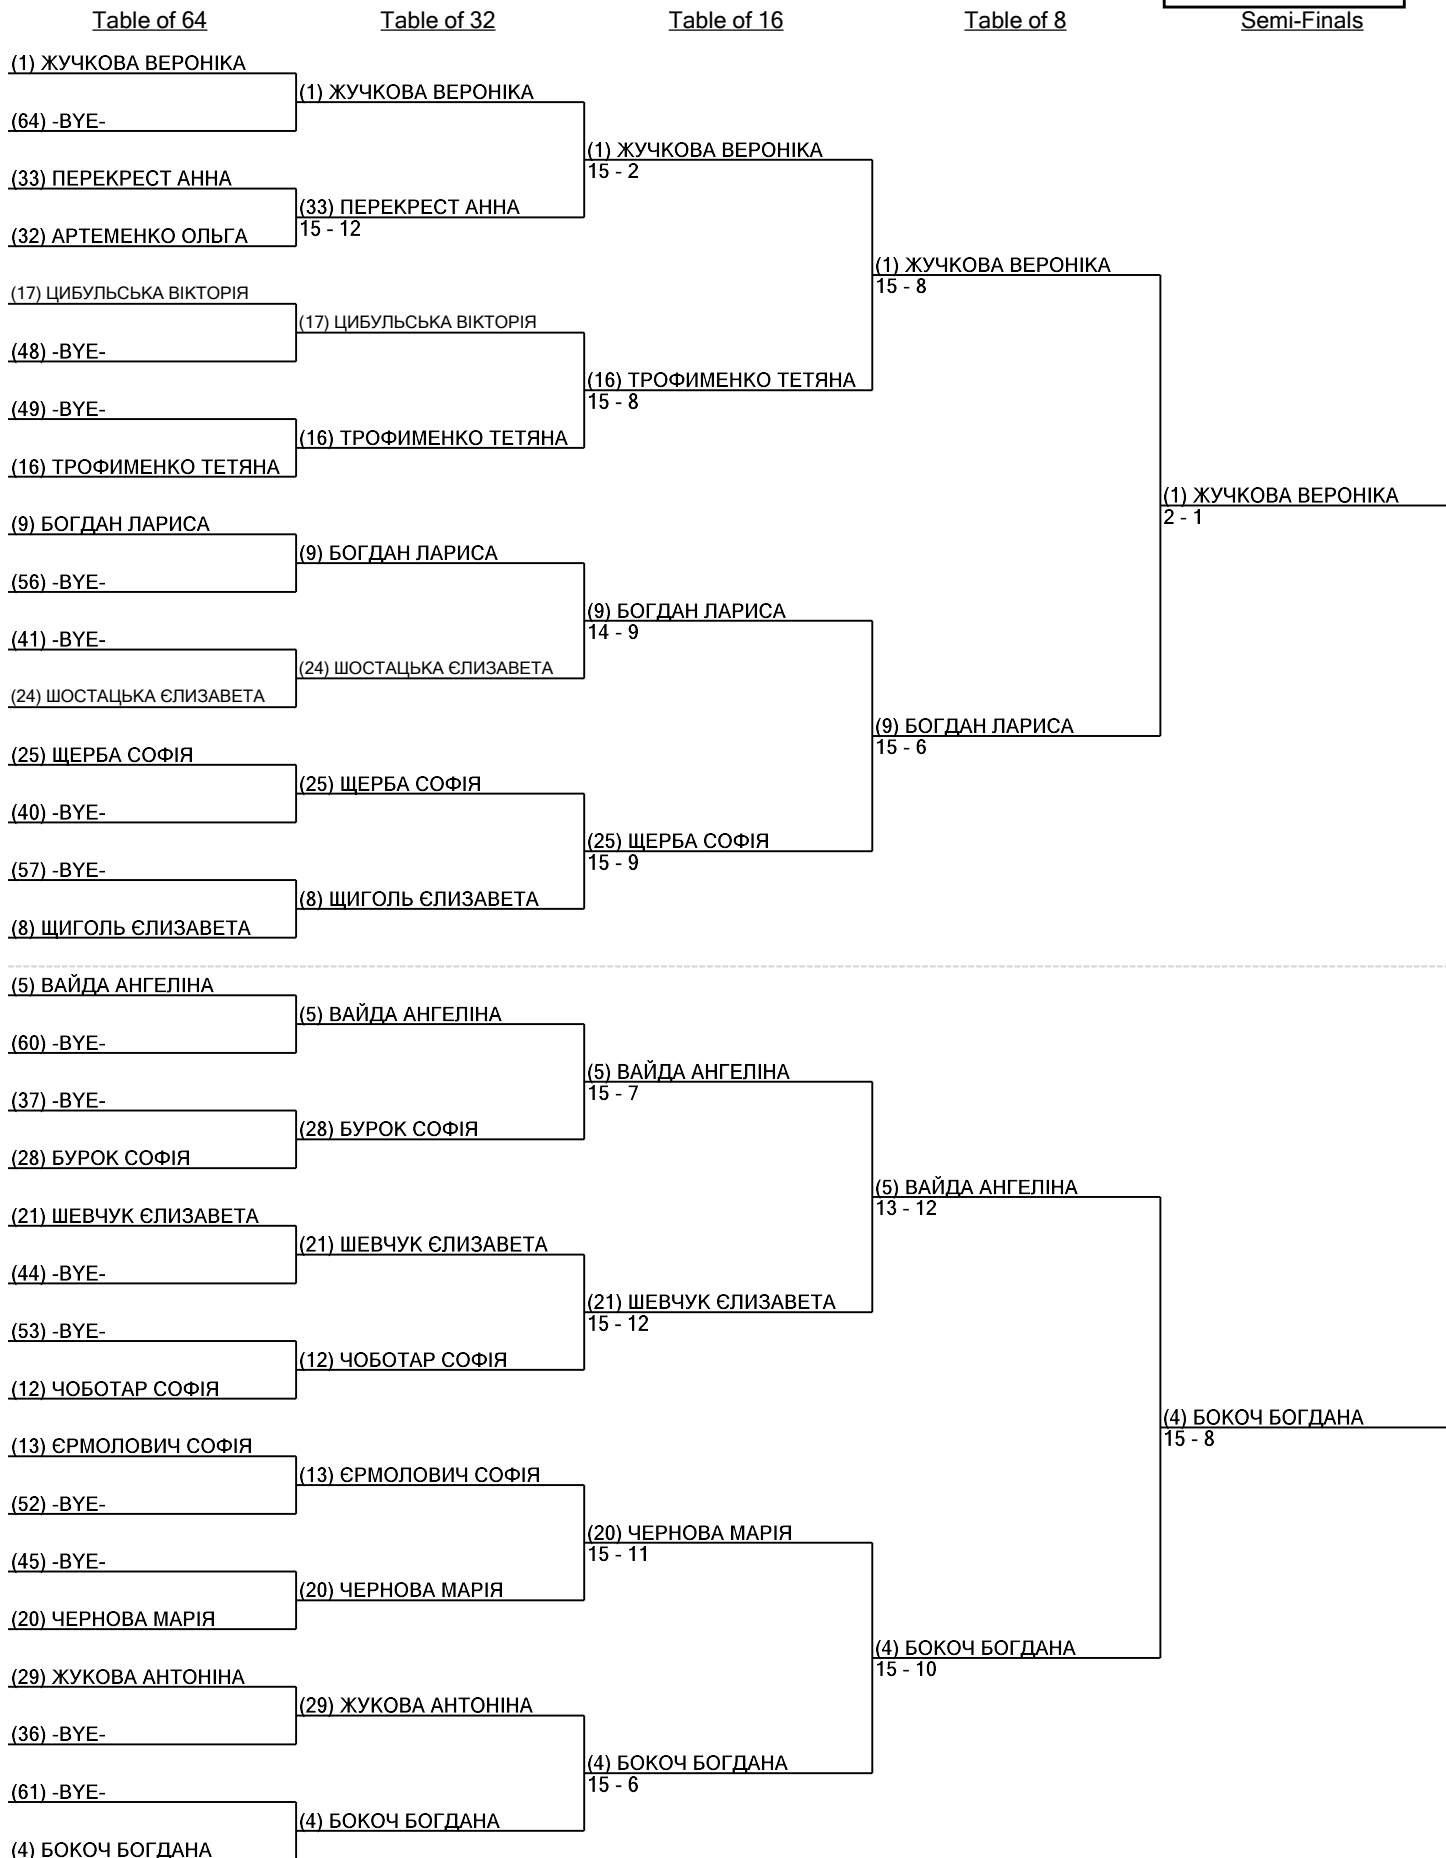 Table of 64
Table of 32
Table of 16
Table of 8
Semi-Finals
(1) ЖУЧКОВА ВЕРОНІКА
(64) -BYE-
(33) ПЕРЕКРЕСТ АННА
(32) АРТЕМЕНКО ОЛЬГА
(17) ЦИБУЛЬСЬКА ВІКТОРІЯ
(48) -BYE-
(49) -BYE-
(16) ТРОФИМЕНКО ТЕТЯНА
(9) БОГДАН ЛАРИСА
(56) -BYE-
(41) -BYE-
(24) ШОСТАЦЬКА ЄЛИЗАВЕТА
(25) ЩЕРБА СОФІЯ
(40) -BYE-
(57) -BYE-
(8) ЩИГОЛЬ ЄЛИЗАВЕТА
(5) ВАЙДА АНГЕЛІНА
(60) -BYE-
(37) -BYE-
(28) БУРОК СОФІЯ
(21) ШЕВЧУК ЄЛИЗАВЕТА
(44) -BYE-
(53) -BYE-
(12) ЧОБОТАР СОФІЯ
(13) ЄРМОЛОВИЧ СОФІЯ
(52) -BYE-
(45) -BYE-
(20) ЧЕРНОВА МАРІЯ
(29) ЖУКОВА АНТОНІНА
(36) -BYE-
(61) -BYE-
(4) БОКОЧ БОГДАНА
(1) ЖУЧКОВА ВЕРОНІКА
(33) ПЕРЕКРЕСТ АННА
15 - 12
(17) ЦИБУЛЬСЬКА ВІКТОРІЯ
(16) ТРОФИМЕНКО ТЕТЯНА
(9) БОГДАН ЛАРИСА
(24) ШОСТАЦЬКА ЄЛИЗАВЕТА
(25) ЩЕРБА СОФІЯ
(8) ЩИГОЛЬ ЄЛИЗАВЕТА
(5) ВАЙДА АНГЕЛІНА
(28) БУРОК СОФІЯ
(21) ШЕВЧУК ЄЛИЗАВЕТА
(12) ЧОБОТАР СОФІЯ
(13) ЄРМОЛОВИЧ СОФІЯ
(20) ЧЕРНОВА МАРІЯ
(29) ЖУКОВА АНТОНІНА
(4) БОКОЧ БОГДАНА
(1) ЖУЧКОВА ВЕРОНІКА
15 - 2
(16) ТРОФИМЕНКО ТЕТЯНА
15 - 8
(9) БОГДАН ЛАРИСА
14 - 9
(25) ЩЕРБА СОФІЯ
15 - 9
(5) ВАЙДА АНГЕЛІНА
15 - 7
(21) ШЕВЧУК ЄЛИЗАВЕТА
15 - 12
(20) ЧЕРНОВА МАРІЯ
15 - 11
(4) БОКОЧ БОГДАНА
15 - 6
(1) ЖУЧКОВА ВЕРОНІКА
15 - 8
(9) БОГДАН ЛАРИСА
15 - 6
(5) ВАЙДА АНГЕЛІНА
13 - 12
(4) БОКОЧ БОГДАНА
15 - 10
(1) ЖУЧКОВА ВЕРОНІКА
2 - 1
(4) БОКОЧ БОГДАНА
15 - 8